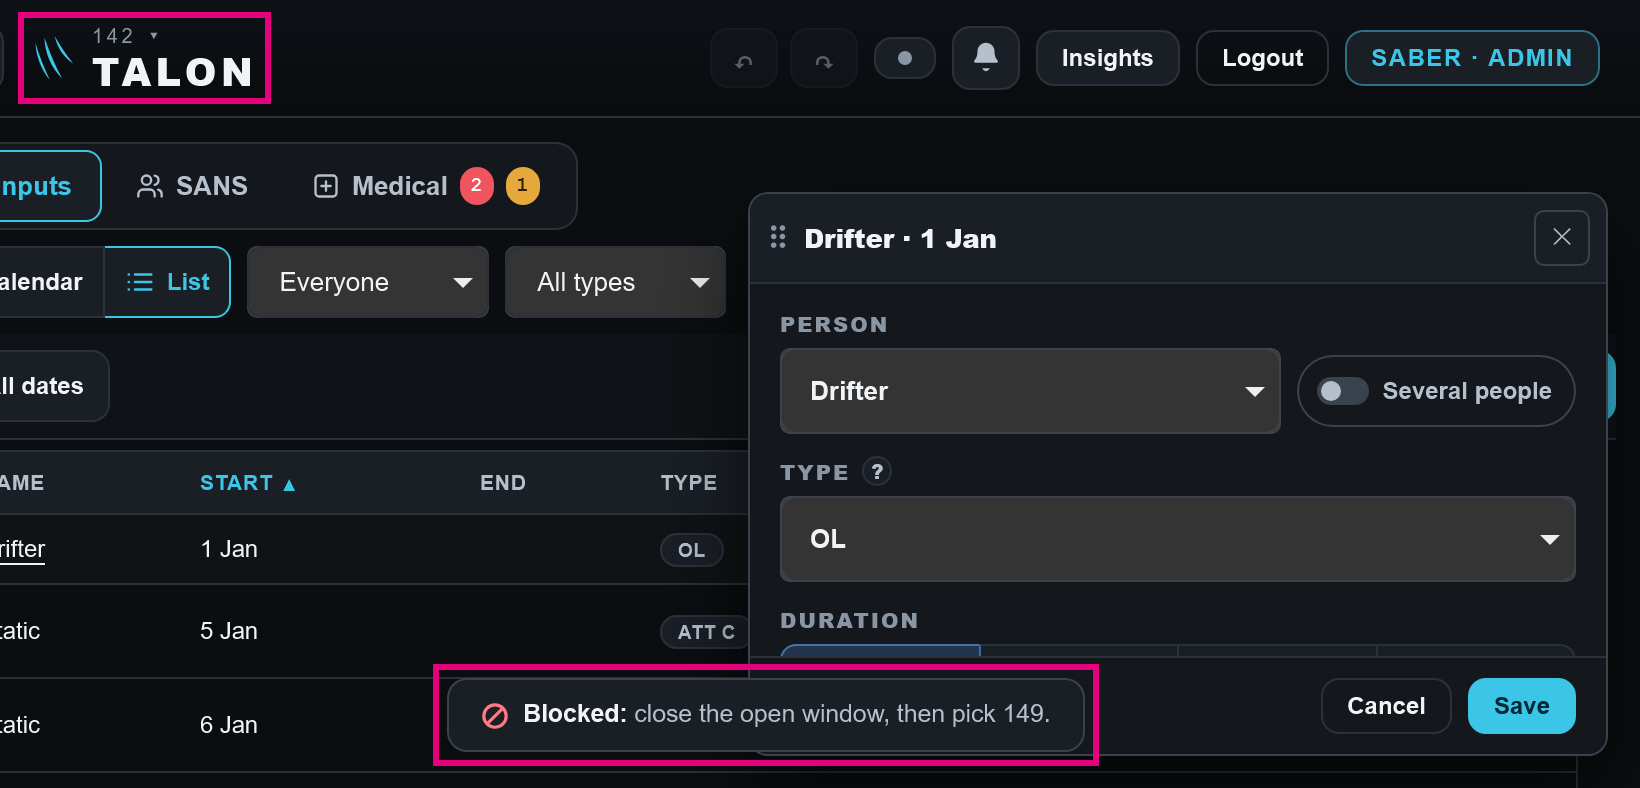 142 ▾
TALON
Insights
Logout
SABER · ADMIN
nputs
SANS
Medical
2
1
alendar
List
Everyone
All types
ll dates
AME
START ▲
END
TYPE
rifter
1 Jan
OL
tatic
5 Jan
ATT C
tatic
6 Jan
Drifter · 1 Jan
PERSON
Drifter
Several people
TYPE ?
OL
DURATION
Blocked: close the open window, then pick 149.
Cancel
Save